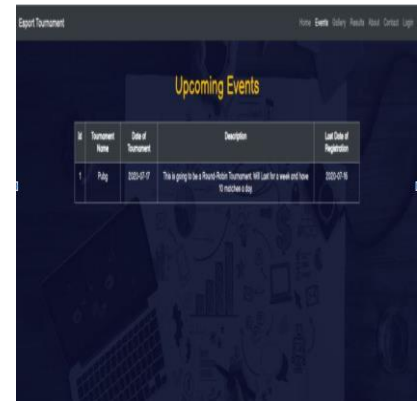 Esport Tournament
Home Events Gallery Results About Contact Login
Upcoming Events
Id Tournament Name Date of Tournament Description Last Date of Registration
1 Pubg 2020-07-17 This is going to be a Round-Robin Tournament. Will Last for a week and have 10 matches a day. 2020-07-16